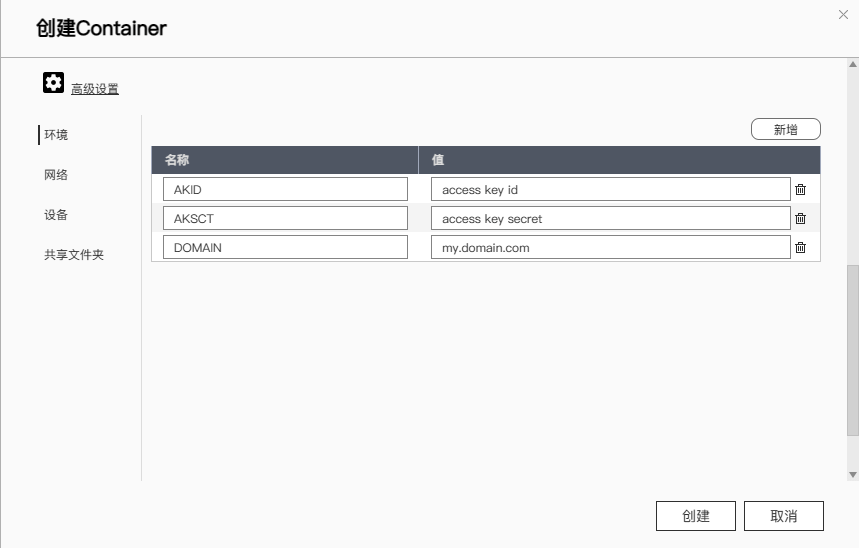 创建Container
高级设置
环境
网络
设备
共享文件夹
新增
名称 值
AKID access key id
AKSCT access key secret
DOMAIN my.domain.com
创建 取消